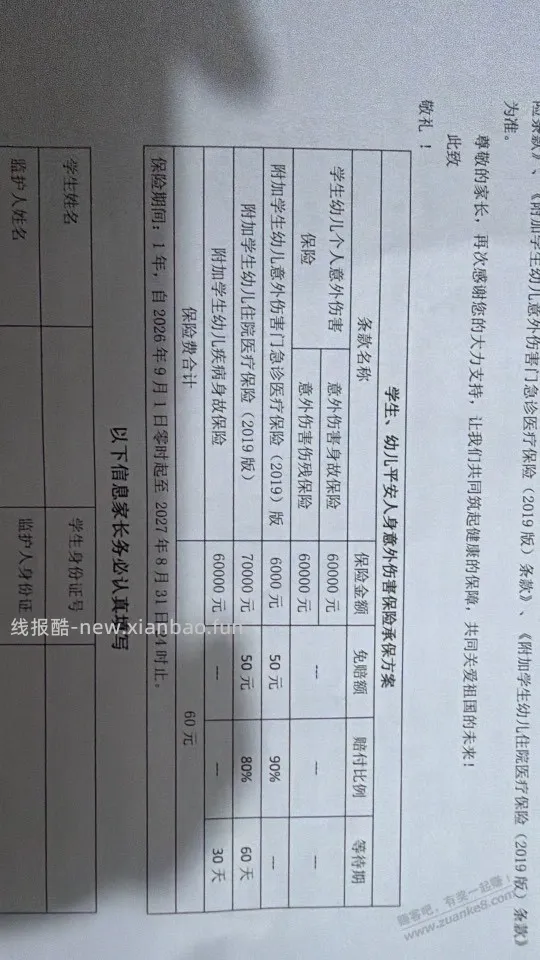 险条款》、《附加学生幼儿意外伤害门急诊医疗保险（2019版）条款》、《附加学生幼儿住院医疗保险（2019版）条款》
为准。
尊敬的家长，再次感谢您的大力支持，让我们共同筑起健康的保障，共同关爱祖国的未来！
此致
敬礼！
学生、幼儿平安人身意外伤害保险承保方案
条款名称 保险金额 免赔额 赔付比例 等待期
学生幼儿个人意外伤害保险 意外伤害身故保险 60000元 --- --- ---
意外伤害伤残保险 60000元
附加学生幼儿意外伤害门急诊医疗保险（2019）版 6000元 50元 90% ---
附加学生幼儿住院医疗保险（2019版） 70000元 50元 80% 60天
附加学生幼儿疾病身故保险 60000元 --- --- 30天
保险费合计 60元
保险期间：1年，自2026年9月1日零时起至2027年8月31日24时止。
以下信息家长务必认真填写
学生姓名 学生身份证号
监护人姓名 监护人身份证
线报酷-new.xianbao.fun
赚客吧，有奖一起赚！
www.zuanke8.com